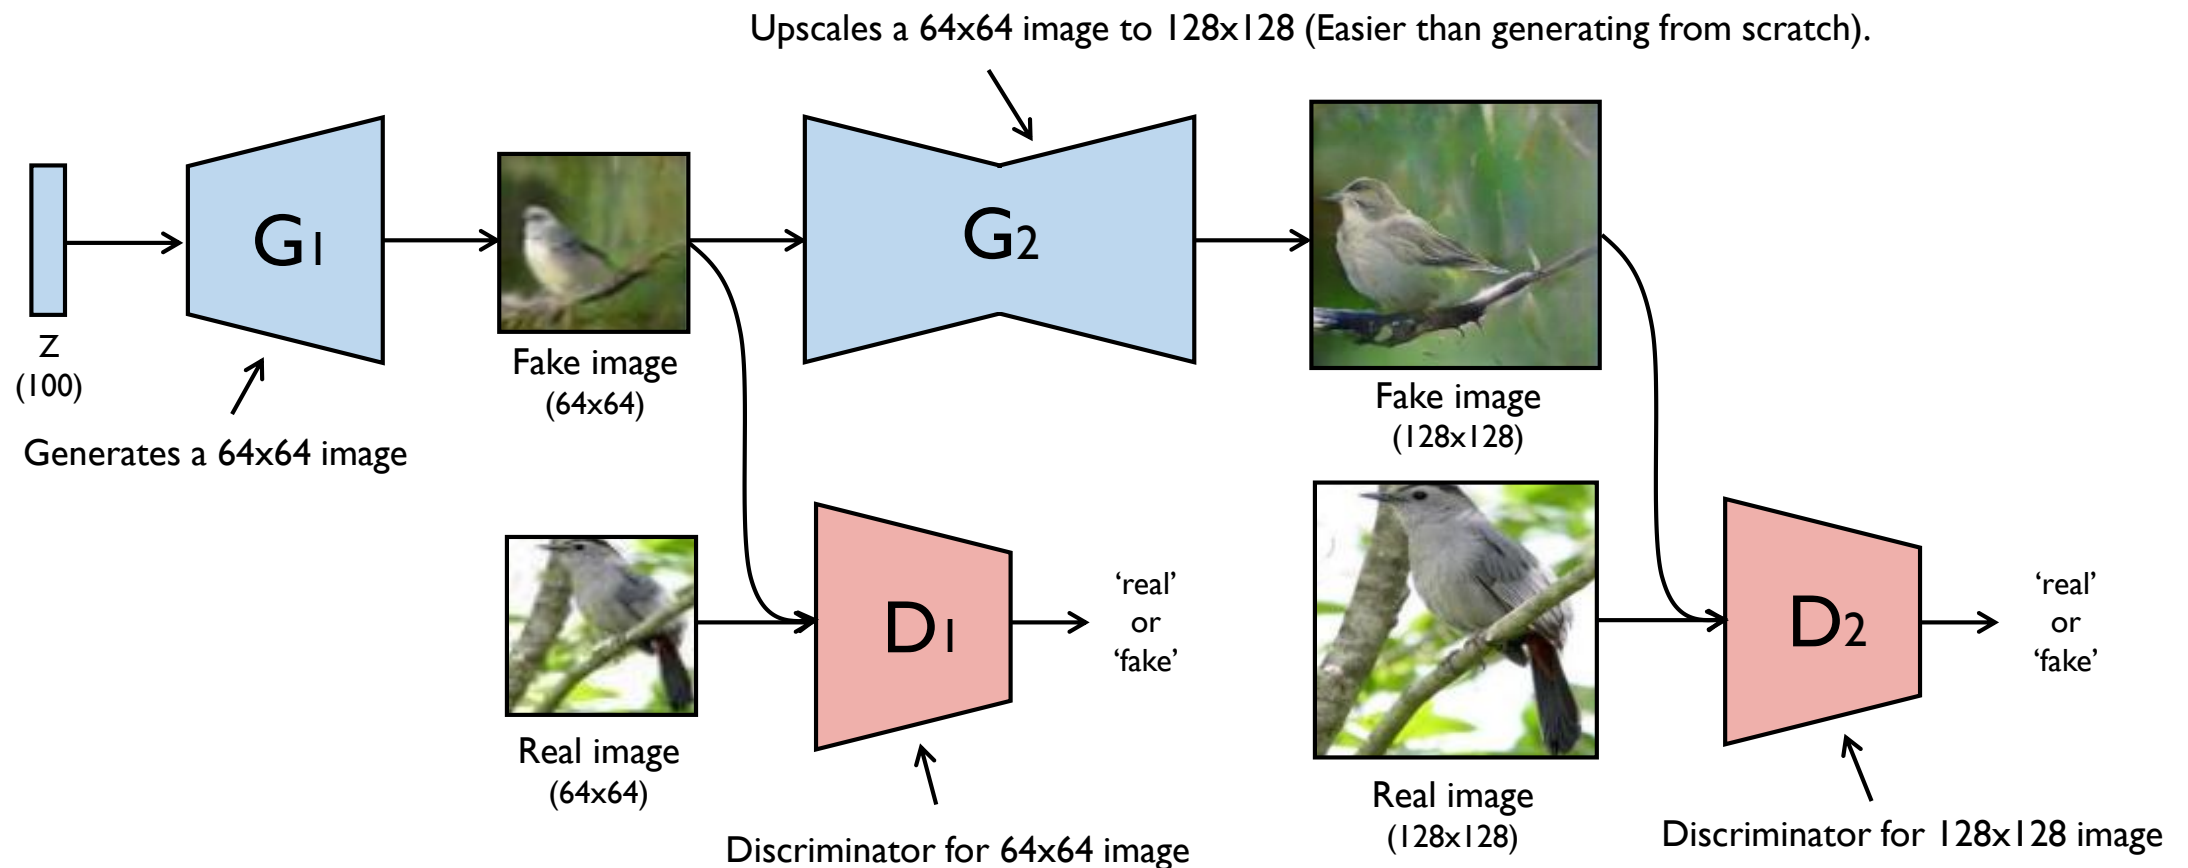 Upscales a 64x64 image to 128x128 (Easier than generating from scratch).
G1
G2
z
(100)
Fake image
(64x64)
Fake image
(128x128)
Generates a 64x64 image
D1
‘real’
or
‘fake’
D2
‘real’
or
‘fake’
Real image
(64x64)
Real image
(128x128)
Discriminator for 64x64 image
Discriminator for 128x128 image